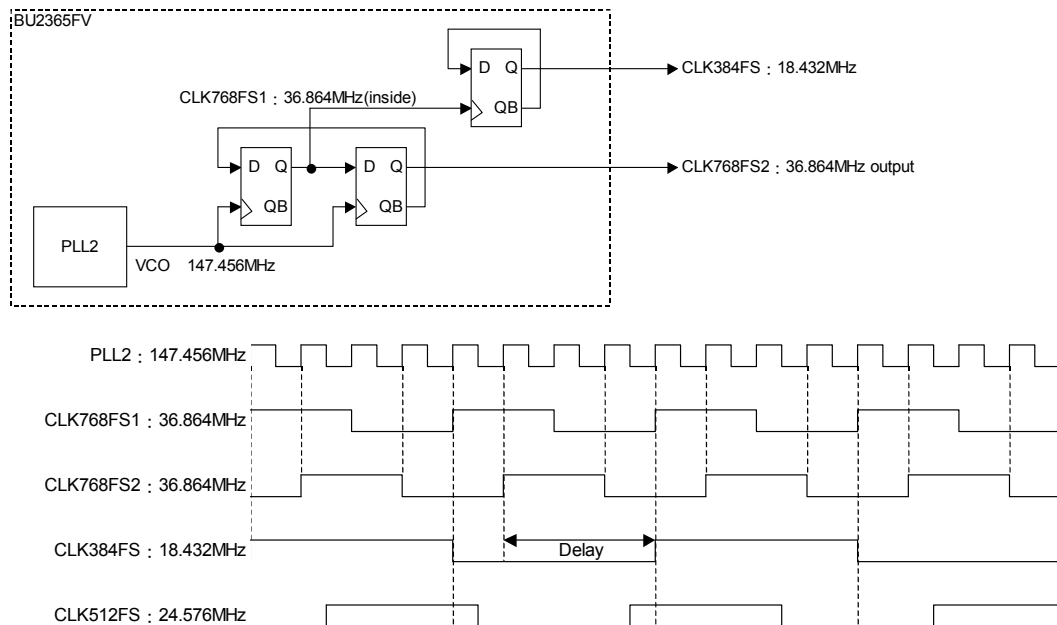 BU2365FV
D Q
QB
CLK384FS : 18.432MHz
CLK768FS1 : 36.864MHz(inside)
D Q
QB
D Q
QB
CLK768FS2 : 36.864MHz output
PLL2
VCO 147.456MHz
PLL2 : 147.456MHz
CLK768FS1 : 36.864MHz
CLK768FS2 : 36.864MHz
CLK384FS : 18.432MHz
Delay
CLK512FS : 24.576MHz